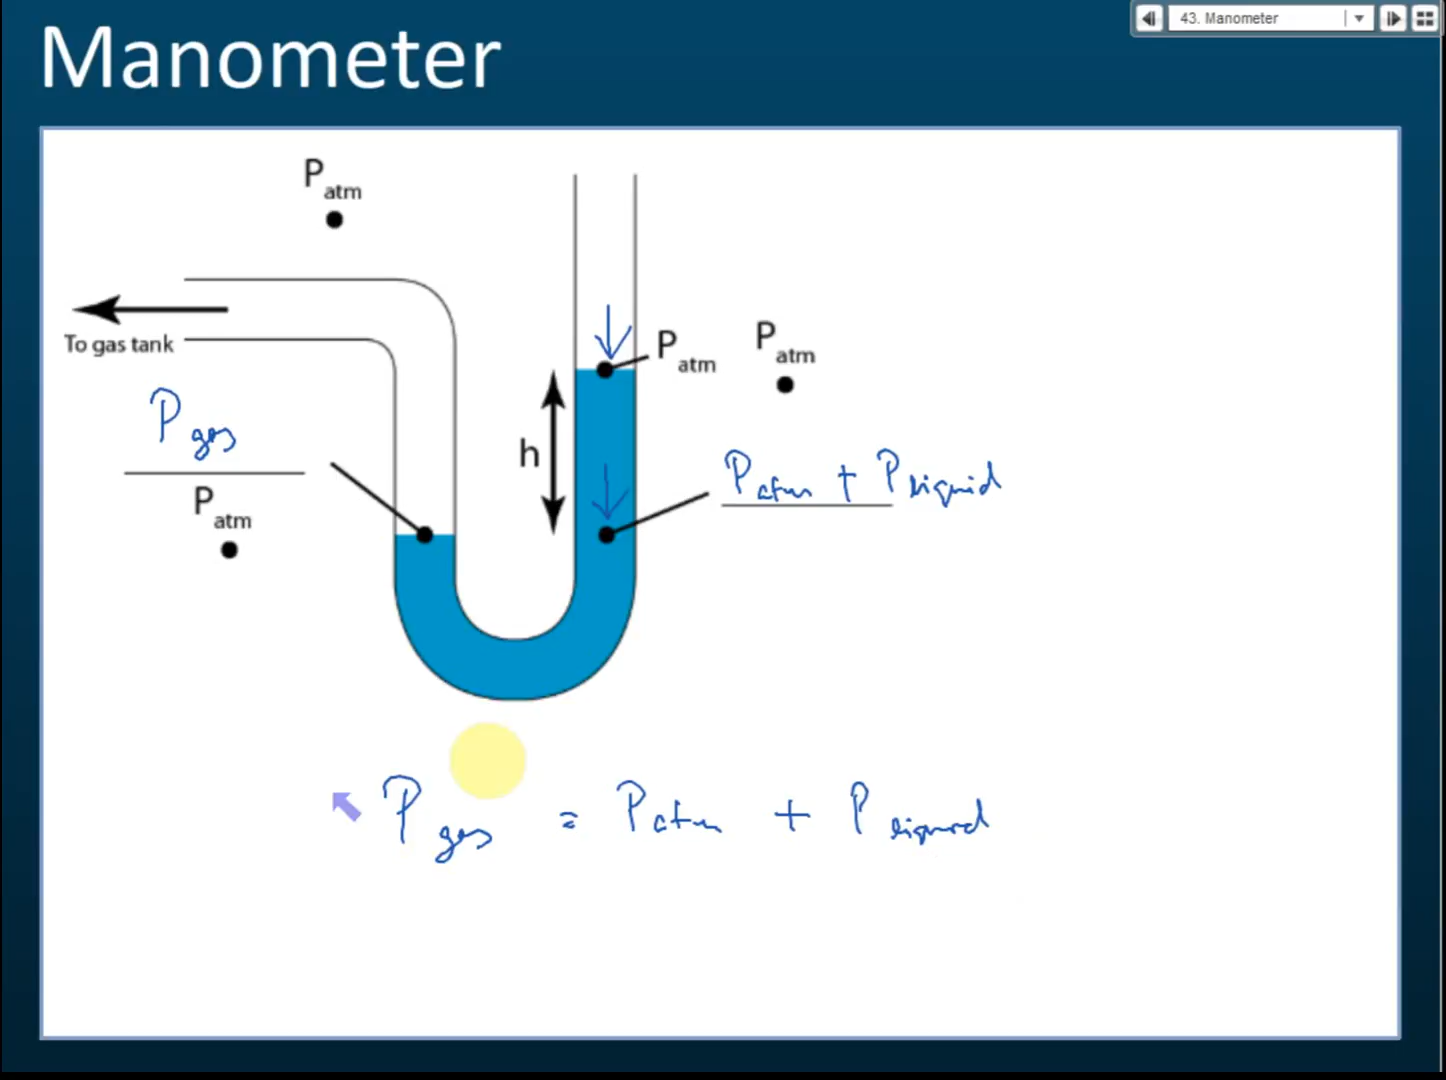 Manometer
43. Manometer
P atm
To gas tank
P atm
P atm
P gas
h
P atm + P liquid
P atm
P gas = P atm + P liquid